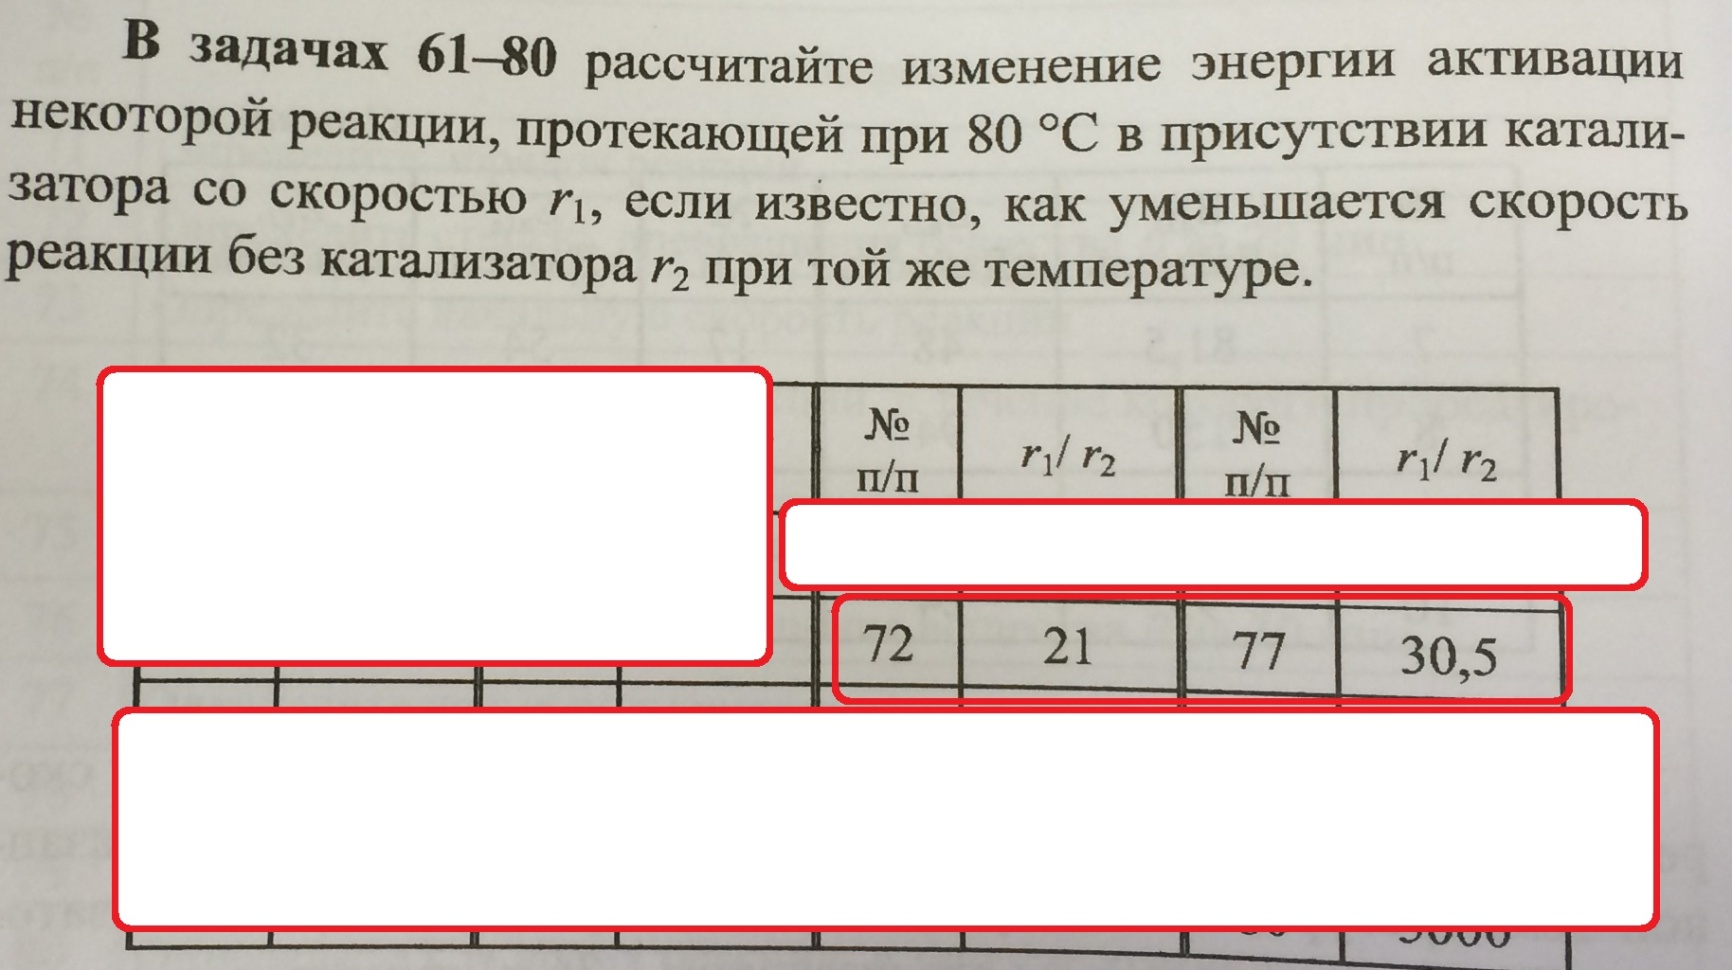 В задачах 61–80 рассчитайте изменение энергии активации
некоторой реакции, протекающей при 80 °С в присутствии катали-
затора со скоростью r₁, если известно, как уменьшается скорость
реакции без катализатора r₂ при той же температуре.
№ п/п r₁/ r₂ № п/п r₁/ r₂
72 21 77 30,5